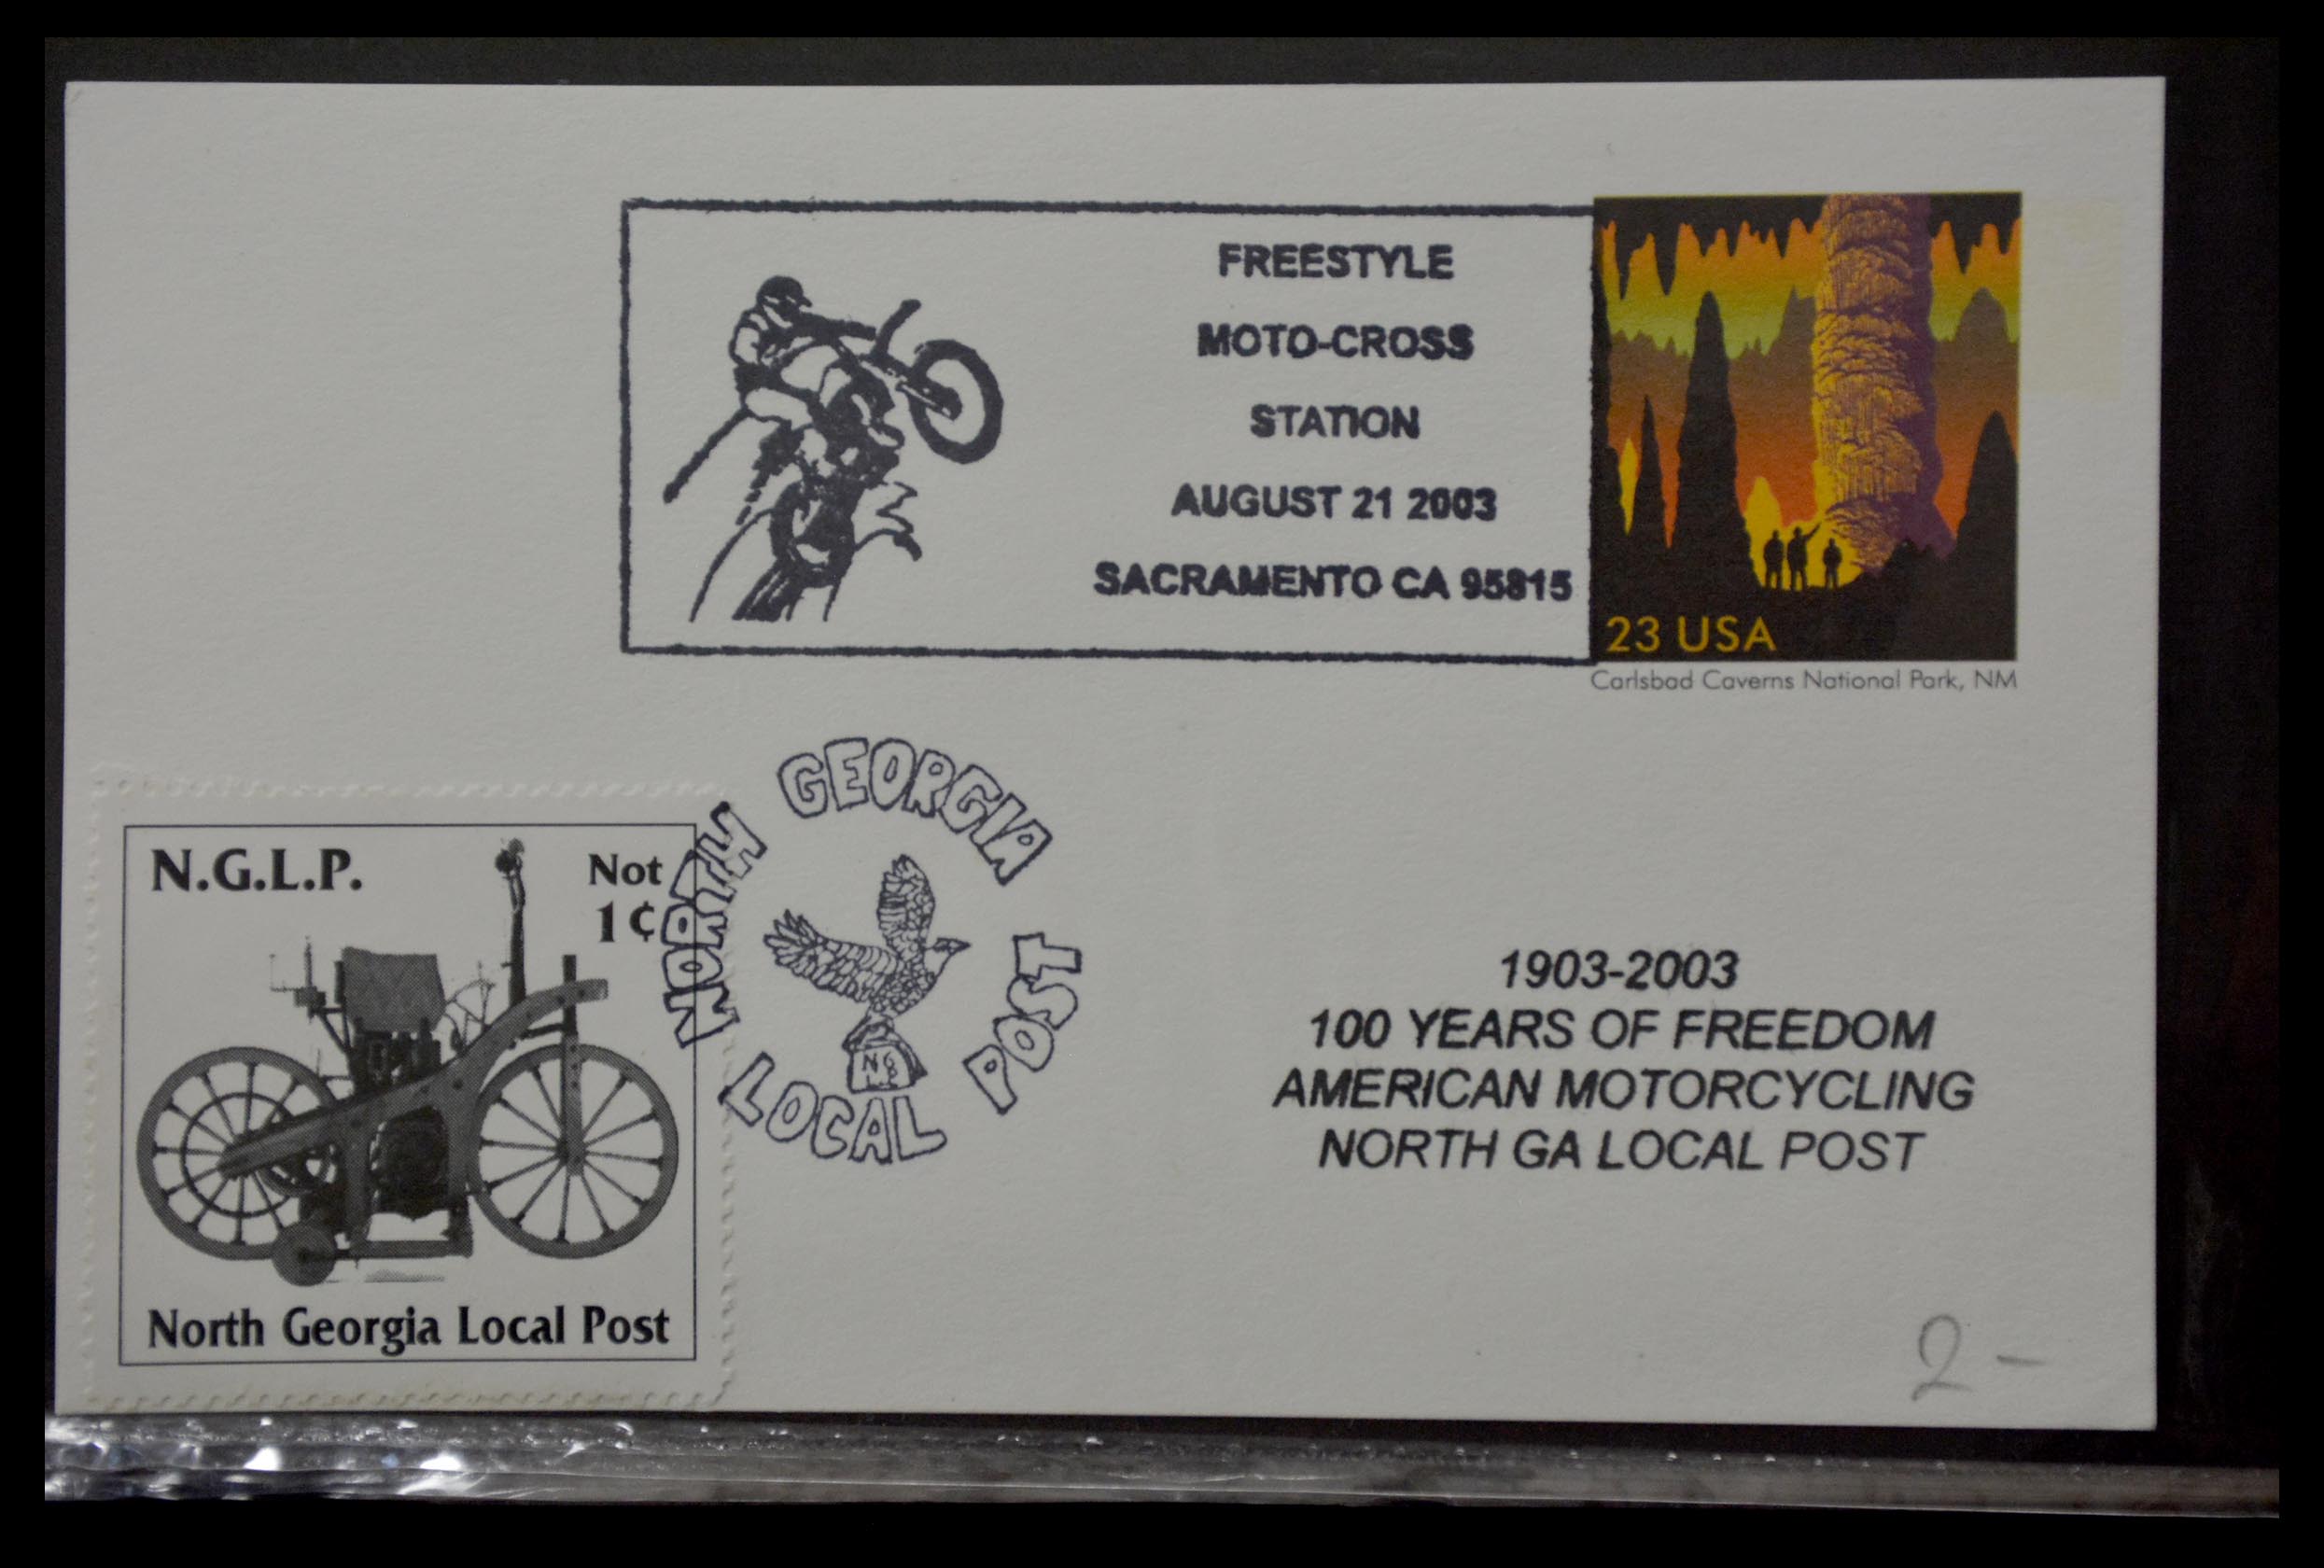 FREESTYLE
MOTO-CROSS
STATION
AUGUST 21 2003
SACRAMENTO CA 95815
23 USA
Carlsbad Caverns National Park, NM
N.G.L.P.
Not
1¢
North Georgia Local Post
NORTH GEORGIA
LOCAL POST
1903-2003
100 YEARS OF FREEDOM
AMERICAN MOTORCYCLING
NORTH GA LOCAL POST
2-